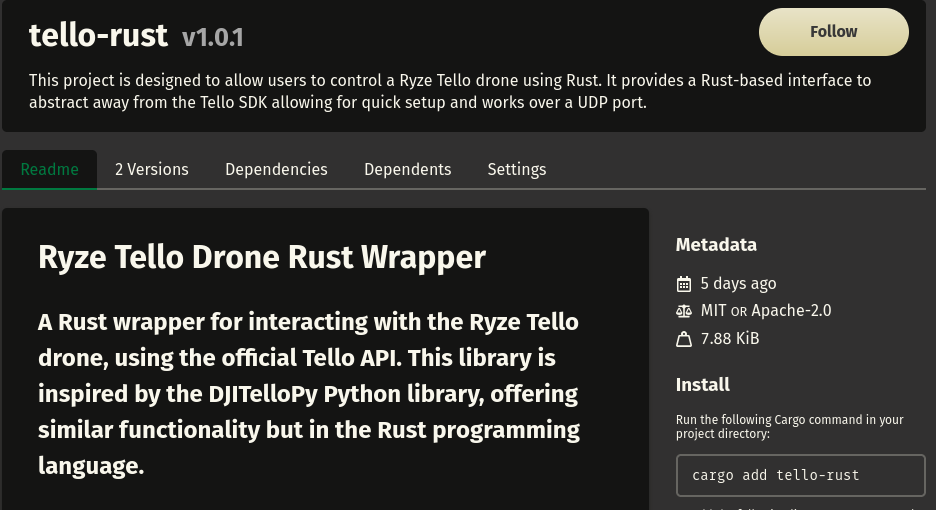 tello-rust v1.0.1
Follow
This project is designed to allow users to control a Ryze Tello drone using Rust. It provides a Rust-based interface to
abstract away from the Tello SDK allowing for quick setup and works over a UDP port.
Readme 2 Versions Dependencies Dependents Settings
Ryze Tello Drone Rust Wrapper
A Rust wrapper for interacting with the Ryze Tello
drone, using the official Tello API. This library is
inspired by the DJITelloPy Python library, offering
similar functionality but in the Rust programming
language.
Metadata
5 days ago
MIT OR Apache-2.0
7.88 KiB
Install
Run the following Cargo command in your
project directory:
cargo add tello-rust